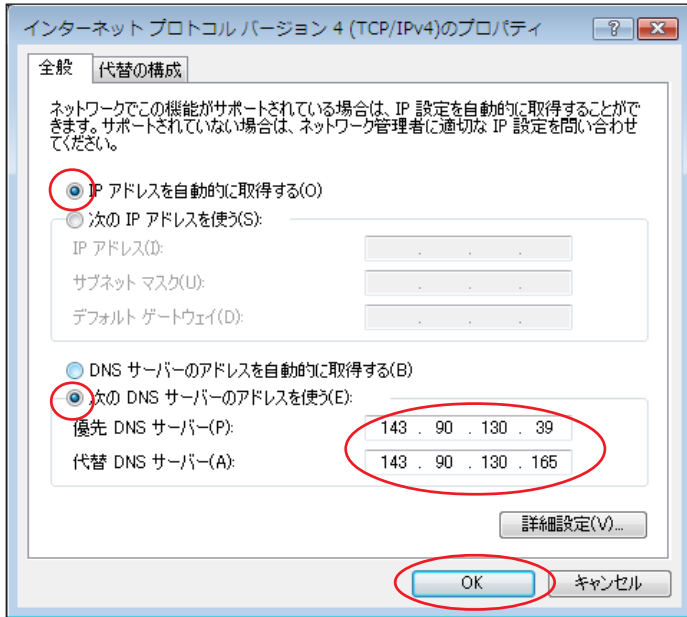 インターネット プロトコル バージョン 4 (TCP/IPv4)のプロパティ
全般
代替の構成
ネットワークでこの機能がサポートされている場合は、IP 設定を自動的に取得することがで
きます。サポートされていない場合は、ネットワーク管理者に適切な IP 設定を問い合わせ
てください。
IP アドレスを自動的に取得する(O)
次の IP アドレスを使う(S):
IP アドレス(I):
サブネット マスク(U):
デフォルト ゲートウェイ(D):
DNS サーバーのアドレスを自動的に取得する(B)
次の DNS サーバーのアドレスを使う(E):
優先 DNS サーバー(P): 143 . 90 . 130 . 39
代替 DNS サーバー(A): 143 . 90 . 130 . 165
詳細設定(V)...
OK キャンセル